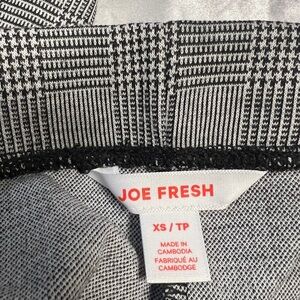 JOE FRESH
XS / TP
MADE IN
CAMBODIA
FABRIQUÉ AU
CAMBODGE